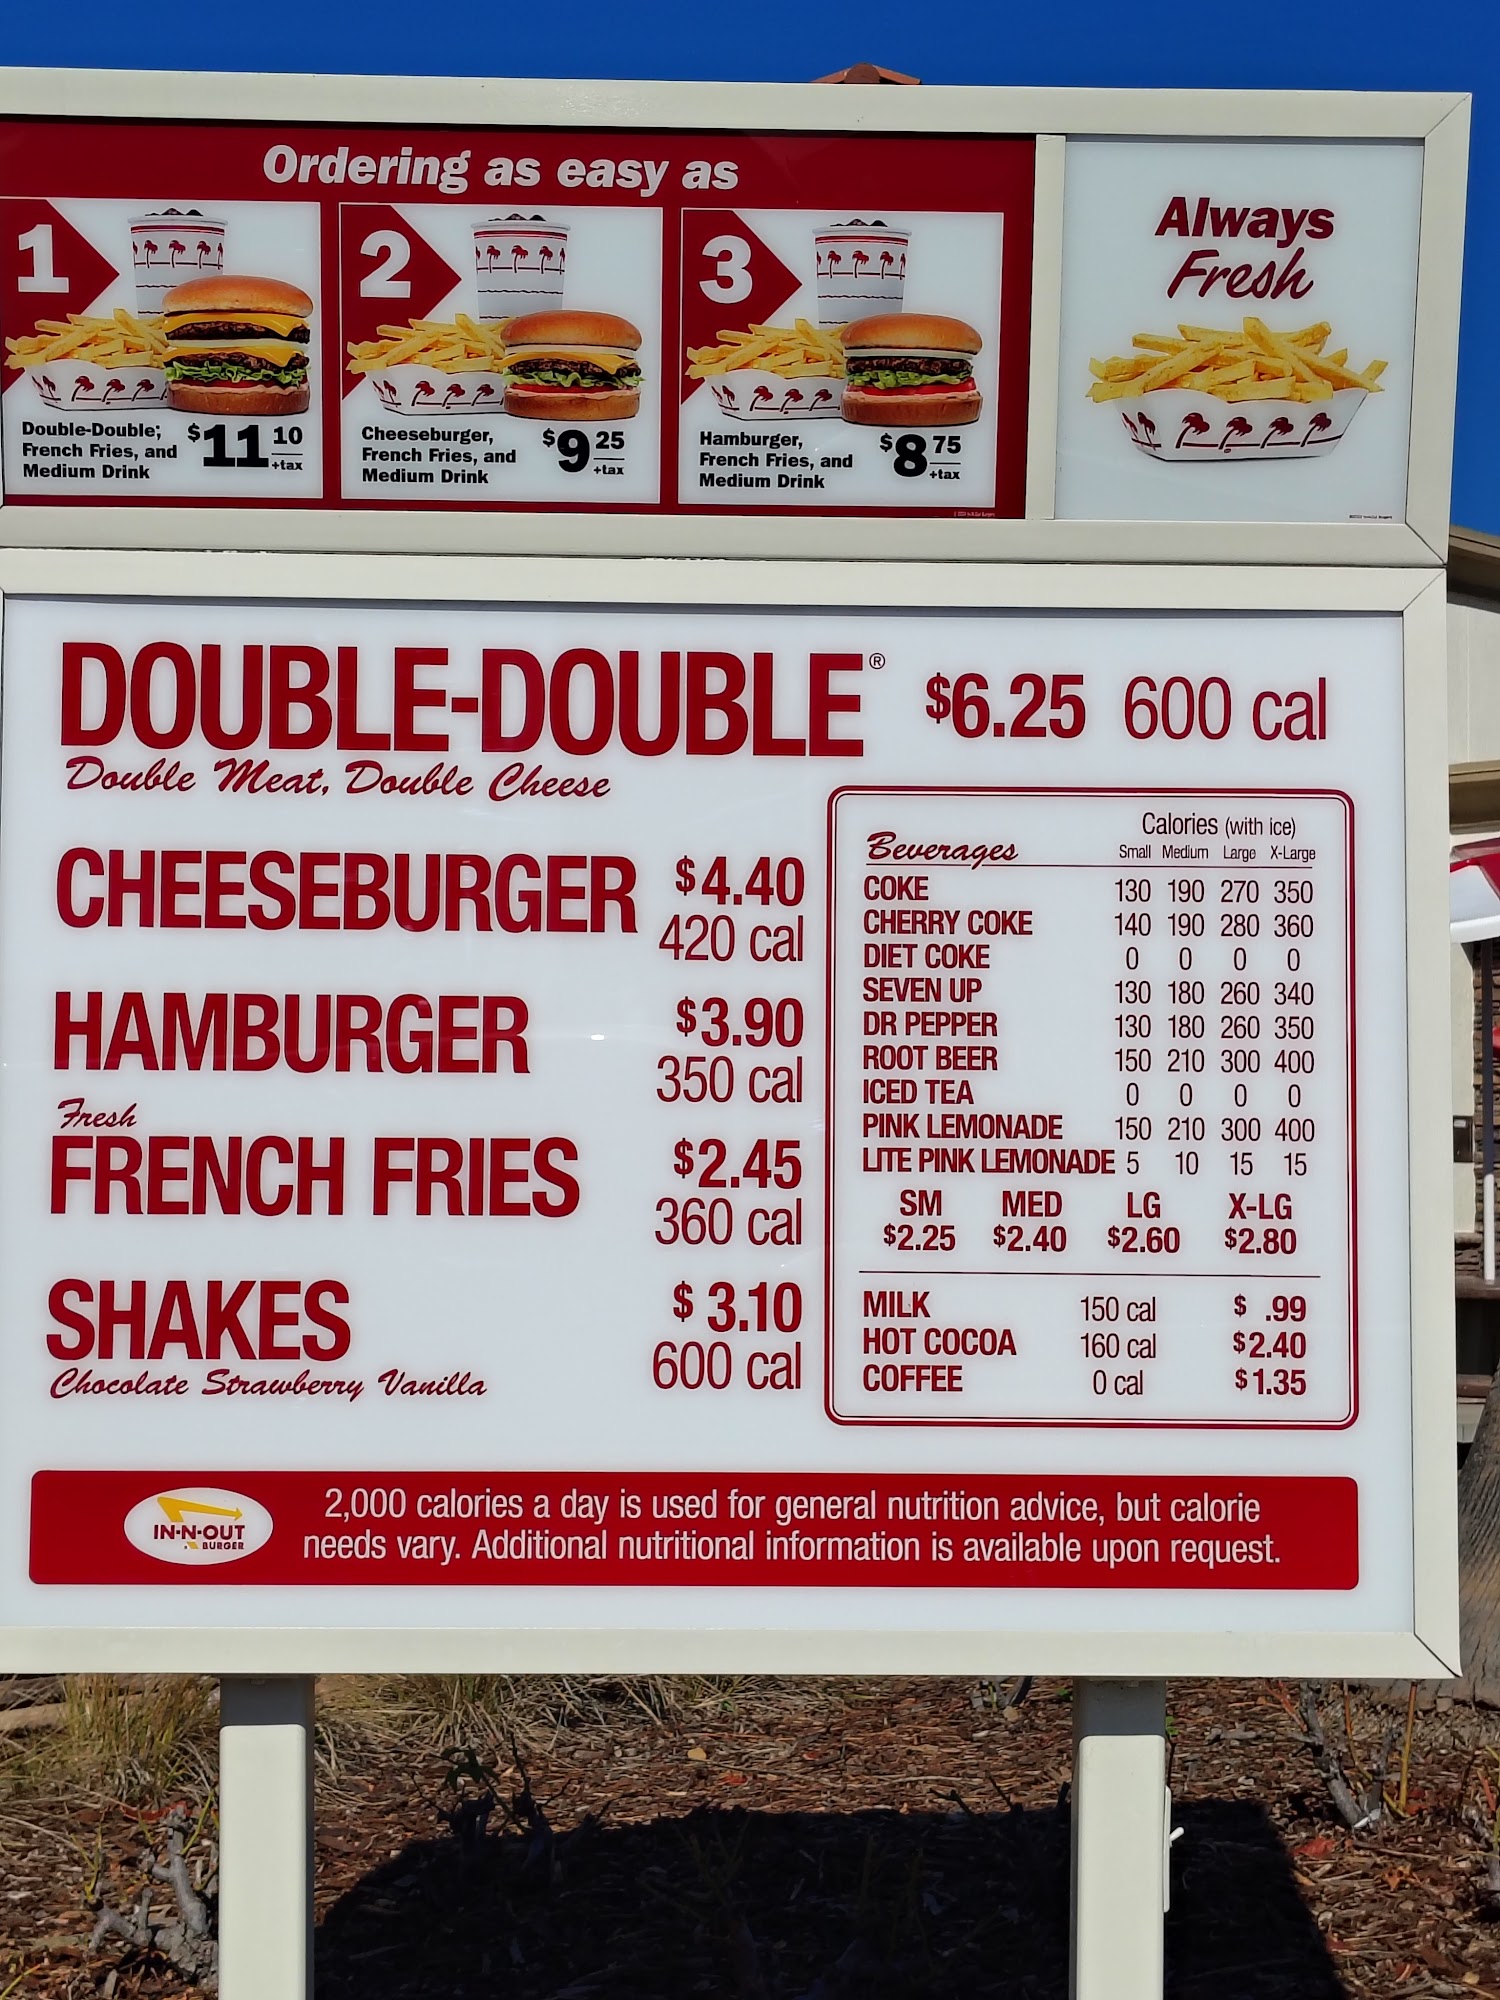 Ordering as easy as
1
Double-Double,
French Fries, and
Medium Drink
$11 10
+tax
2
Cheeseburger,
French Fries, and
Medium Drink
$9 25
+tax
3
Hamburger,
French Fries, and
Medium Drink
$8 75
+tax
Always
Fresh
DOUBLE-DOUBLE® $6.25 600 cal
Double Meat, Double Cheese
CHEESEBURGER $4.40
420 cal
HAMBURGER $3.90
350 cal
Fresh
FRENCH FRIES $2.45
360 cal
SHAKES $ 3.10
Chocolate Strawberry Vanilla 600 cal
Calories (with ice)
Beverages Small Medium Large X-Large
COKE 130 190 270 350
CHERRY COKE 140 190 280 360
DIET COKE 0 0 0 0
SEVEN UP 130 180 260 340
DR PEPPER 130 180 260 350
ROOT BEER 150 210 300 400
ICED TEA 0 0 0 0
PINK LEMONADE 150 210 300 400
LITE PINK LEMONADE 5 10 15 15
SM MED LG X-LG
$2.25 $2.40 $2.60 $2.80
MILK 150 cal $ .99
HOT COCOA 160 cal $2.40
COFFEE 0 cal $1.35
IN-N-OUT
BURGER
2,000 calories a day is used for general nutrition advice, but calorie
needs vary. Additional nutritional information is available upon request.